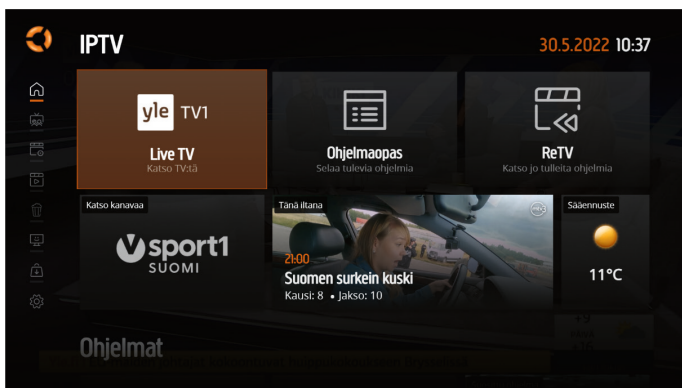 IPTV
30.5.2022 10:37
yle TV1
Live TV
Katso TV:tä
Ohjelmaopas
Selaa tulevia ohjelmia
ReTV
Katso jo tulleita ohjelmia
Katso kanavaa
Vsport1
SUOMI
Tänä iltana
21:00
Suomen surkein kuski
Kausi: 8 • Jakso: 10
Sääennuste
11°C
Ohjelmat